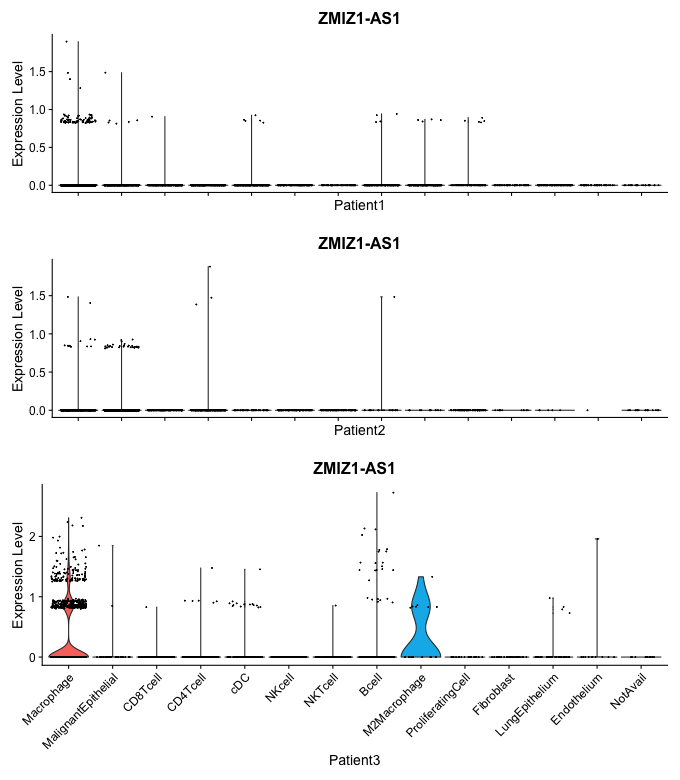 ZMIZ1-AS1
Expression Level
1.5
1.0
0.5
0.0
Patient1
ZMIZ1-AS1
Expression Level
1.5
1.0
0.5
0.0
Patient2
ZMIZ1-AS1
Expression Level
2
1
0
Macrophage
MalignantEpithelial
CD8Tcell
CD4Tcell
cDC
NKcell
NKTcell
Bcell
M2Macrophage
ProliferatingCell
Fibroblast
LungEpithelium
Endothelium
NotAvail
Patient3